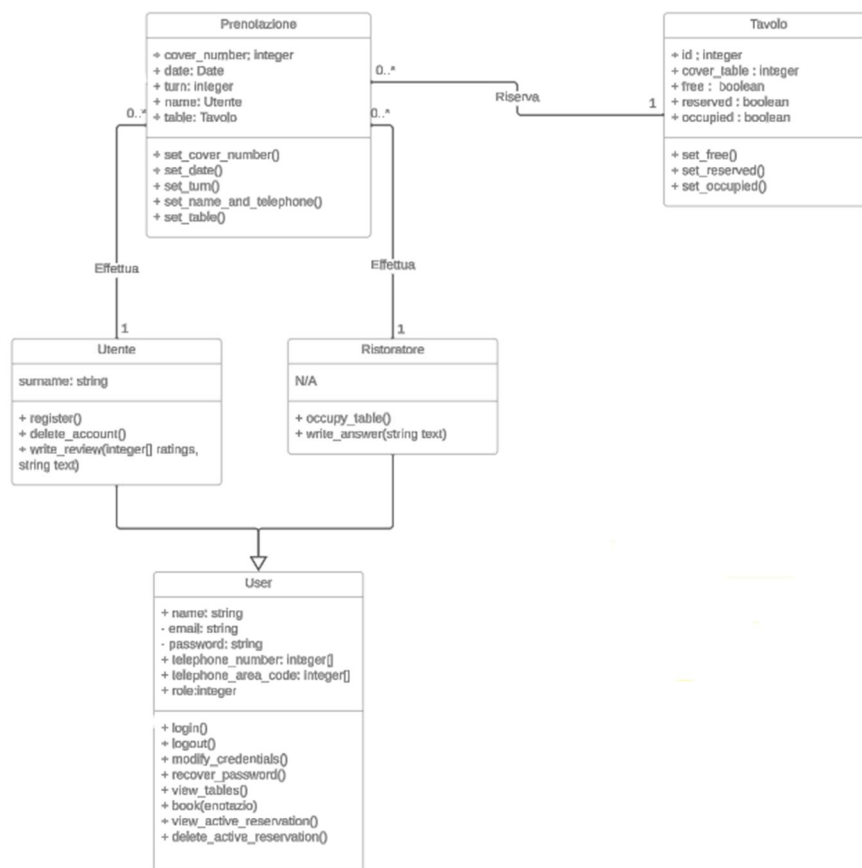 Prenotazione
+ cover_number: integer
+ date: Date
+ turn: integer
+ name: Utente
+ table: Tavolo
+ set_cover_number()
+ set_date()
+ set_turn()
+ set_name_and_telephone()
+ set_table()
Tavolo
+ id : integer
+ cover_table : integer
+ free : boolean
+ reserved : boolean
+ occupied : boolean
+ set_free()
+ set_reserved()
+ set_occupied()
0..*
Riserva
1
0..*
0..*
Effettua
Effettua
1
1
Utente
surname: string
+ register()
+ delete_account()
+ write_review(integer[] ratings,
string text)
Ristoratore
N/A
+ occupy_table()
+ write_answer(string text)
User
+ name: string
- email: string
- password: string
+ telephone_number: integer[]
+ telephone_area_code: integer[]
+ role:integer
+ login()
+ logout()
+ modify_credentials()
+ recover_password()
+ view_tables()
+ book(enotazio)
+ view_active_reservation()
+ delete_active_reservation()